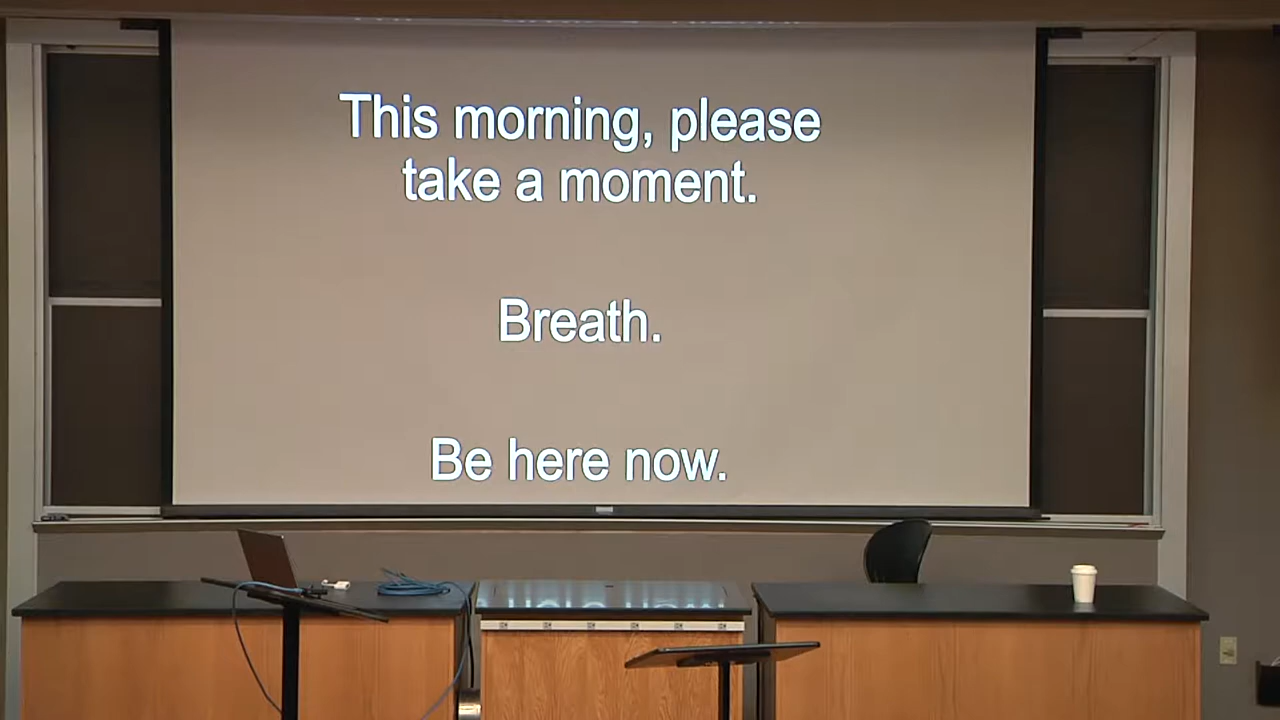 This morning, please
take a moment.
Breath.
Be here now.